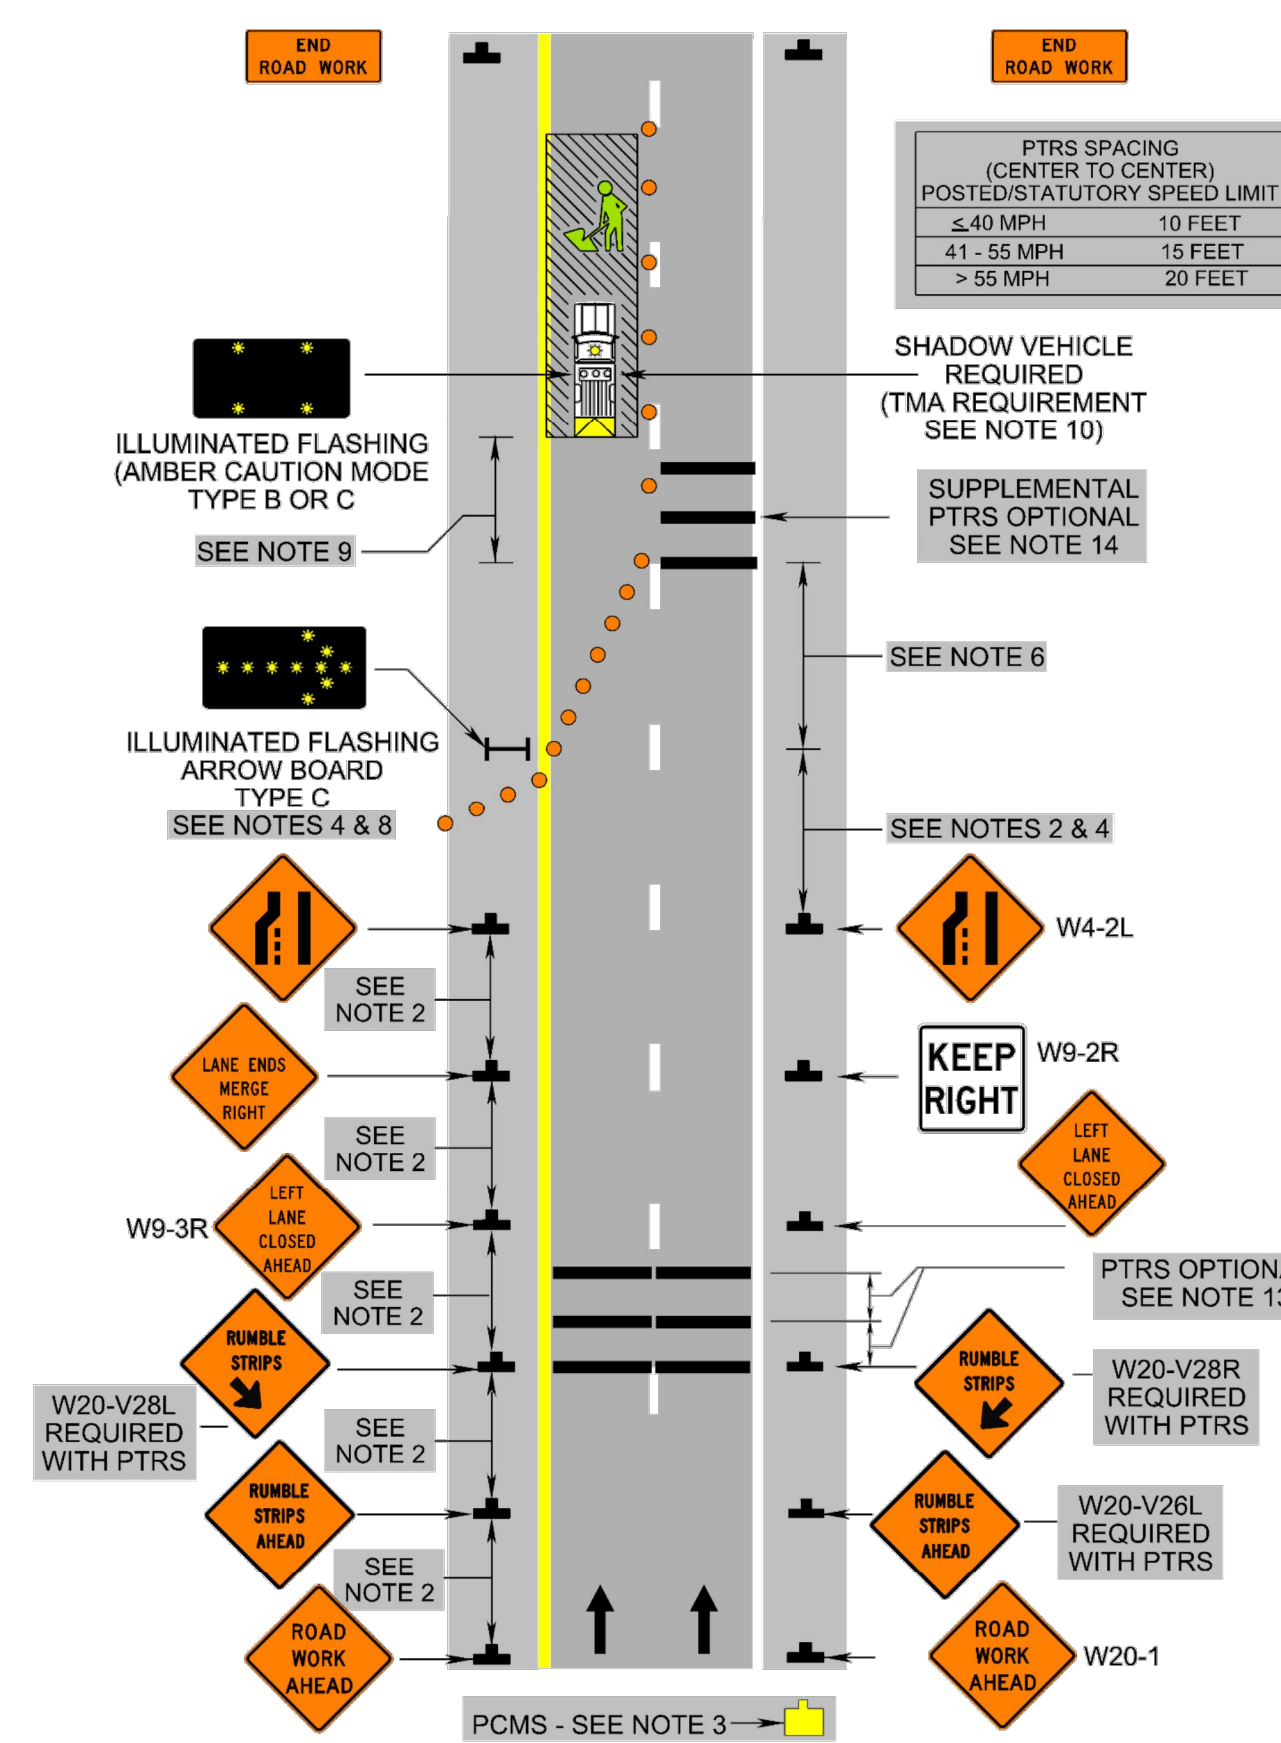 END
ROAD WORK
END
ROAD WORK
PTRS SPACING
(CENTER TO CENTER)
POSTED/STATUTORY SPEED LIMIT
≤40 MPH 10 FEET
41 - 55 MPH 15 FEET
> 55 MPH 20 FEET
SHADOW VEHICLE
REQUIRED
(TMA REQUIREMENT
SEE NOTE 10)
ILLUMINATED FLASHING
(AMBER CAUTION MODE
TYPE B OR C
SEE NOTE 9
SUPPLEMENTAL
PTRS OPTIONAL
SEE NOTE 14
SEE NOTE 6
ILLUMINATED FLASHING
ARROW BOARD
TYPE C
SEE NOTES 4 & 8
SEE NOTES 2 & 4
W4-2L
SEE
NOTE 2
LANE ENDS
MERGE
RIGHT
KEEP
RIGHT
W9-2R
SEE
NOTE 2
LEFT
LANE
CLOSED
AHEAD
W9-3R
LEFT
LANE
CLOSED
AHEAD
SEE
NOTE 2
PTRS OPTIONA
SEE NOTE 13
RUMBLE
STRIPS
RUMBLE
STRIPS
W20-V28L
REQUIRED
WITH PTRS
W20-V28R
REQUIRED
WITH PTRS
SEE
NOTE 2
RUMBLE
STRIPS
AHEAD
RUMBLE
STRIPS
AHEAD
W20-V26L
REQUIRED
WITH PTRS
SEE
NOTE 2
ROAD
WORK
AHEAD
ROAD
WORK
AHEAD
W20-1
PCMS - SEE NOTE 3